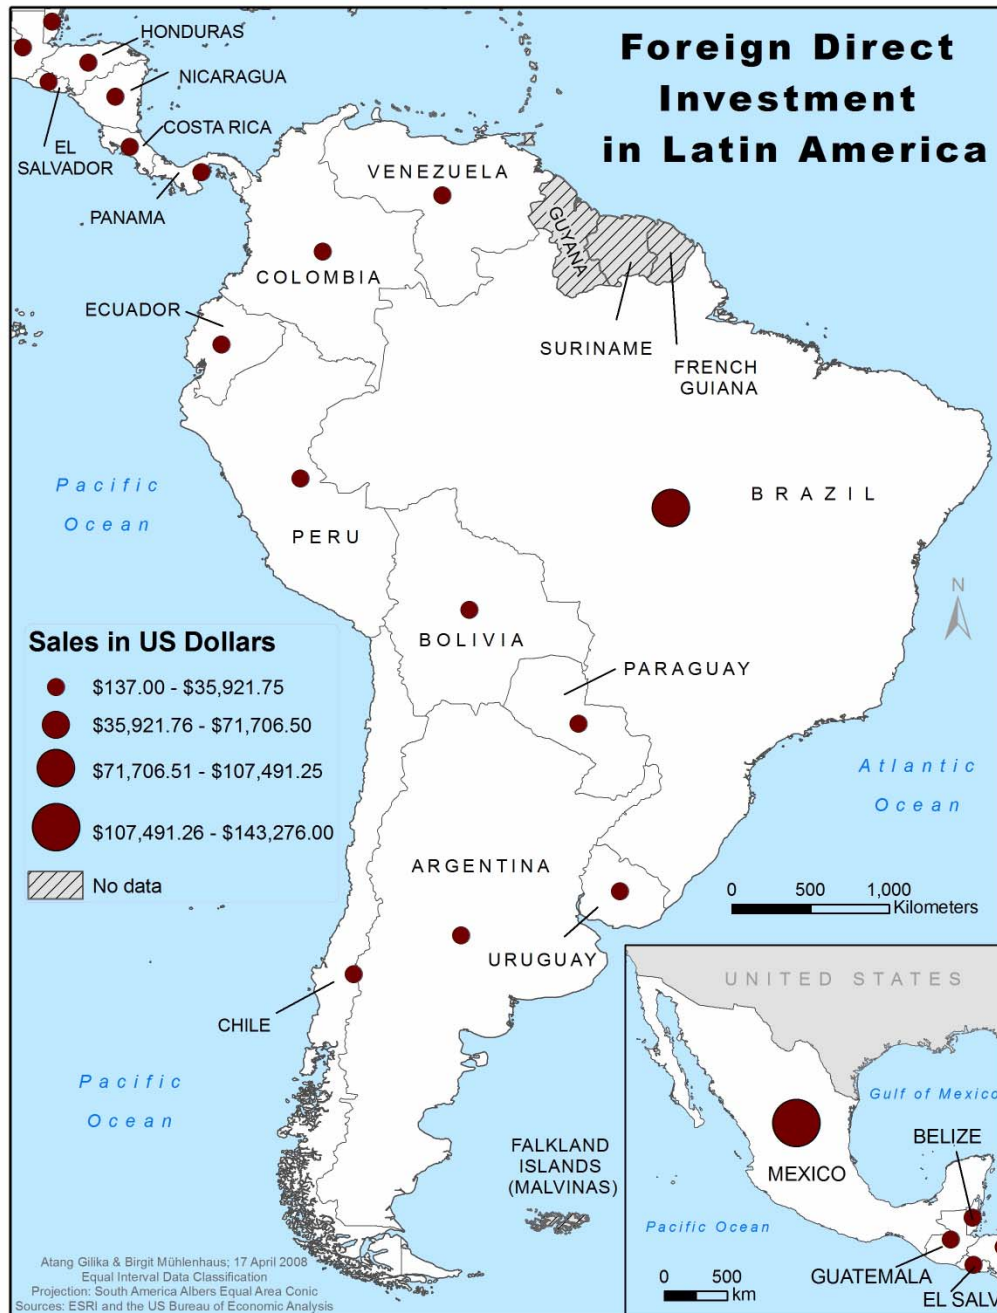 Foreign Direct
Investment
in Latin America
HONDURAS
NICARAGUA
COSTA RICA
EL
SALVADOR
PANAMA
VENEZUELA
GUYANA
COLOMBIA
ECUADOR
SURINAME
FRENCH
GUIANA
Pacific
Ocean
BRAZIL
PERU
N
BOLIVIA
PARAGUAY
Sales in US Dollars
$137.00 - $35,921.75
$35,921.76 - $71,706.50
$71,706.51 - $107,491.25
$107,491.26 - $143,276.00
No data
Atlantic
Ocean
ARGENTINA
0 500 1,000
Kilometers
URUGUAY
CHILE
Pacific
Ocean
FALKLAND
ISLANDS
(MALVINAS)
UNITED STATES
Gulf of Mexico
BELIZE
MEXICO
Pacific Ocean
GUATEMALA
EL SALV
0 500
km
Atang Gilika & Birgit Mühlenhaus; 17 April 2008
Equal Interval Data Classification
Projection: South America Albers Equal Area Conic
Sources: ESRI and the US Bureau of Economic Analysis